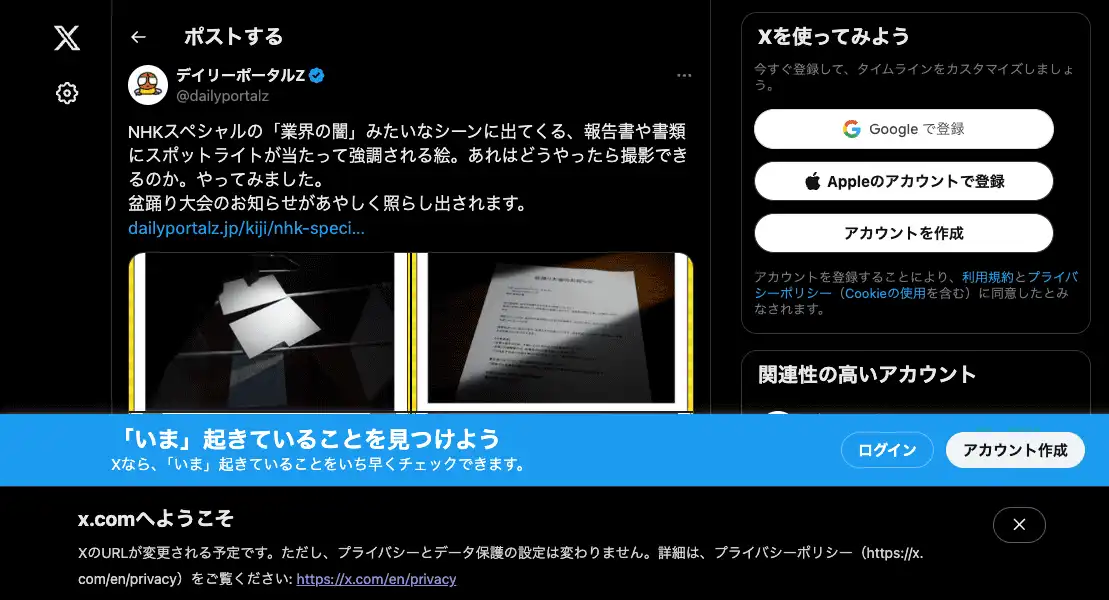 ポストする
デイリーポータルZ
@dailyportalz
NHKスペシャルの「業界の闇」みたいなシーンに出てくる、報告書や書類
にスポットライトが当たって強調される絵。あれはどうやったら撮影でき
るのか。やってみました。
盆踊り大会のお知らせがあやしく照らし出されます。
dailyportalz.jp/kiji/nhk-speci...
盆踊り大会のお知らせ
Xを使ってみよう
今すぐ登録して、タイムラインをカスタマイズしましょ
う。
Google で登録
Appleのアカウントで登録
アカウントを作成
アカウントを登録することにより、利用規約とプライバ
シーポリシー（Cookieの使用を含む）に同意したとみ
なされます。
関連性の高いアカウント
「いま」起きていることを見つけよう
Xなら、「いま」起きていることをいち早くチェックできます。
ログイン
アカウント作成
x.comへようこそ
XのURLが変更される予定です。ただし、プライバシーとデータ保護の設定は変わりません。詳細は、プライバシーポリシー（https://x.
com/en/privacy）をご覧ください: https://x.com/en/privacy